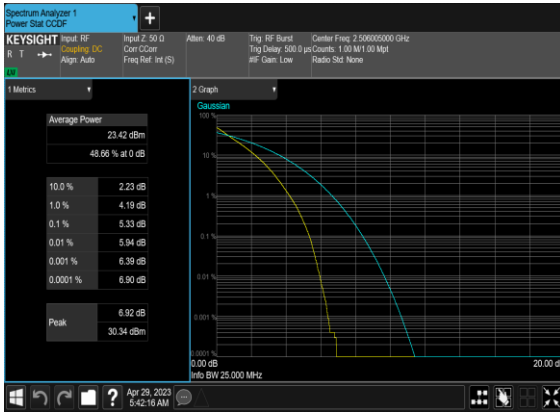 Spectrum Analyzer 1
Power Stat CCDF
KEYSIGHT
R T
LXI
Input: RF
Coupling: DC
Align: Auto
Input Z: 50 Ω
Corr CCorr
Freq Ref: Int (S)
Atten: 40 dB
Trig: RF Burst
Trig Delay: 500.0 µs
#IF Gain: Low
Center Freq: 2.506005000 GHz
Counts: 1.00 M/1.00 Mpt
Radio Std: None
1 Metrics
Average Power
23.42 dBm
48.66 % at 0 dB
10.0 % 2.23 dB
1.0 % 4.19 dB
0.1 % 5.33 dB
0.01 % 5.94 dB
0.001 % 6.39 dB
0.0001 % 6.90 dB
Peak
6.92 dB
30.34 dBm
2 Graph
Gaussian
100 %
10 %
1 %
0.1 %
0.01 %
0.001 %
0.0001 %
0.00 dB
20.00 d
Info BW 25.000 MHz
?
Apr 29, 2023
5:42:16 AM